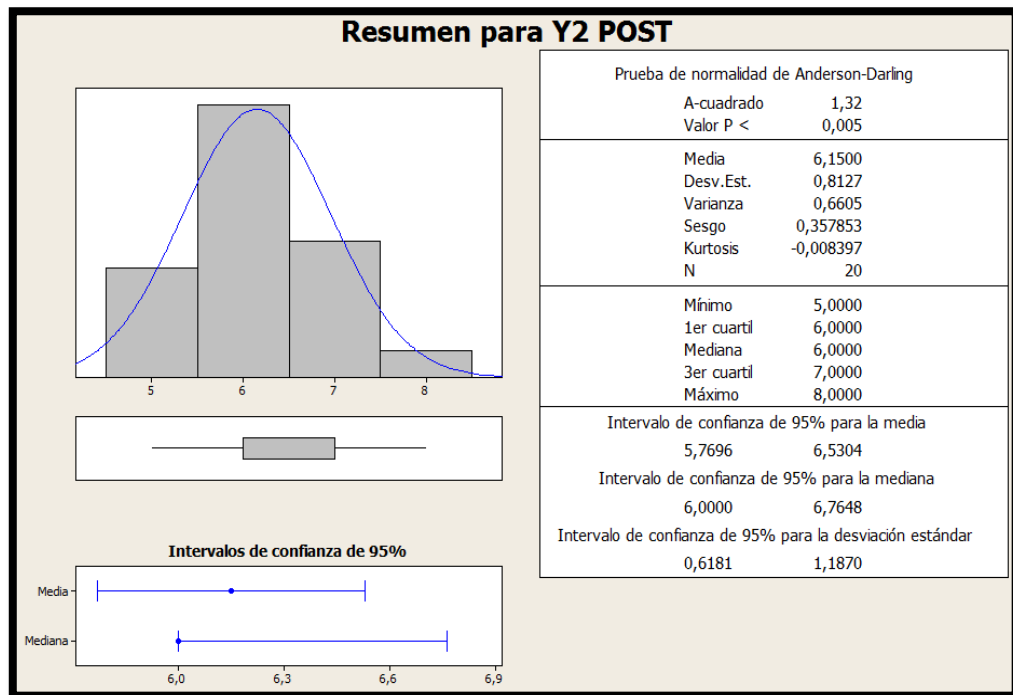 Resumen para Y2 POST
5 6 7 8
Intervalos de confianza de 95%
Media
Mediana
6,0 6,3 6,6 6,9
Prueba de normalidad de Anderson-Darling
A-cuadrado 1,32
Valor P < 0,005
Media 6,1500
Desv.Est. 0,8127
Varianza 0,6605
Sesgo 0,357853
Kurtosis -0,008397
N 20
Mínimo 5,0000
1er cuartil 6,0000
Mediana 6,0000
3er cuartil 7,0000
Máximo 8,0000
Intervalo de confianza de 95% para la media
5,7696 6,5304
Intervalo de confianza de 95% para la mediana
6,0000 6,7648
Intervalo de confianza de 95% para la desviación estándar
0,6181 1,1870